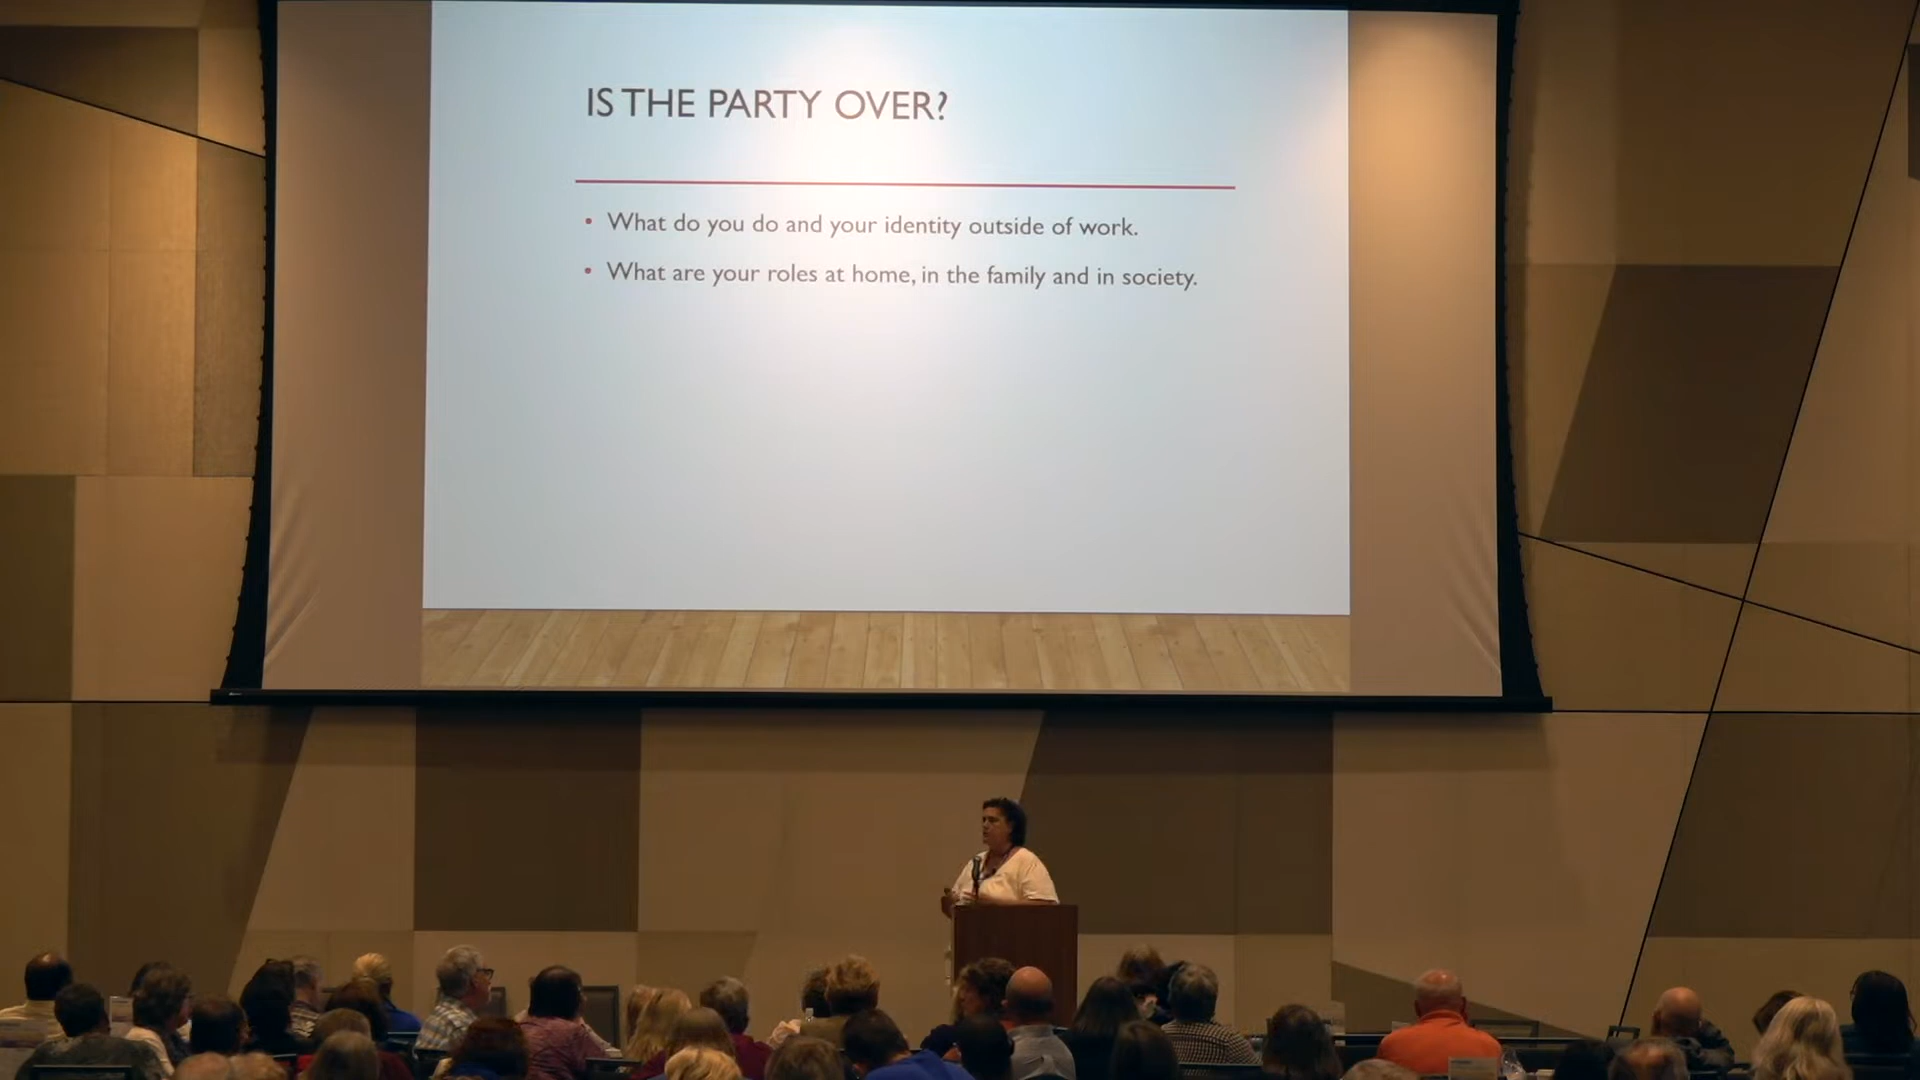 IS THE PARTY OVER?
• What do you do and your identity outside of work.
• What are your roles at home, in the family and in society.